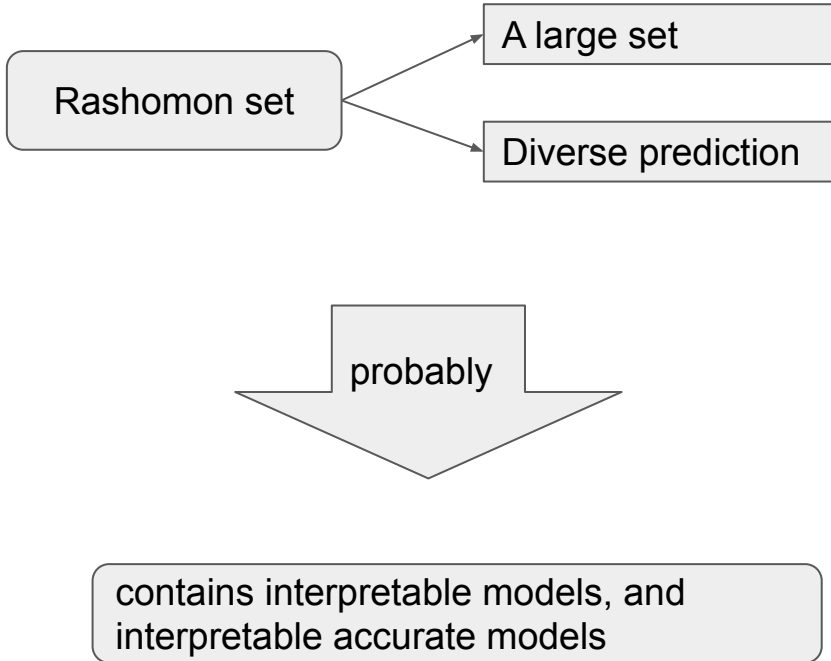 A large set
Rashomon set
Diverse prediction
probably
contains interpretable models, and
interpretable accurate models